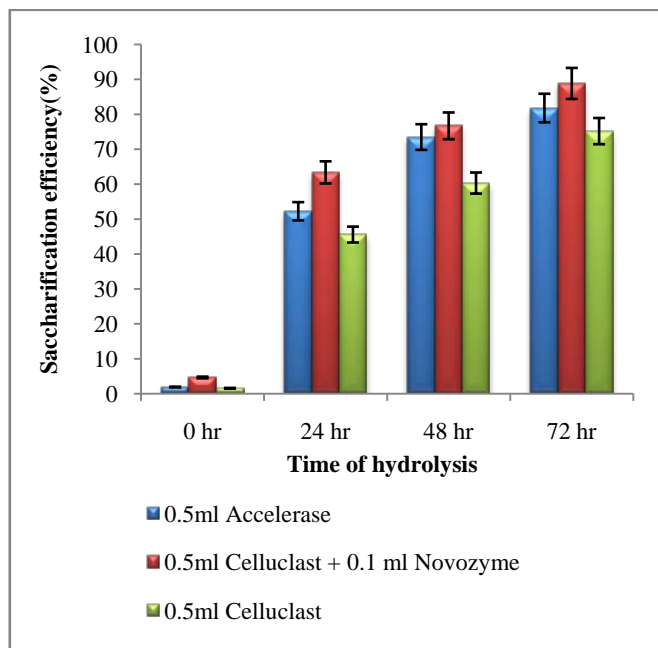 100
90
80
70
60
50
40
30
20
10
0
Saccharification efficiency(%)
0 hr 24 hr 48 hr 72 hr
Time of hydrolysis
0.5ml Accelerase
0.5ml Celluclast + 0.1 ml Novozyme
0.5ml Celluclast